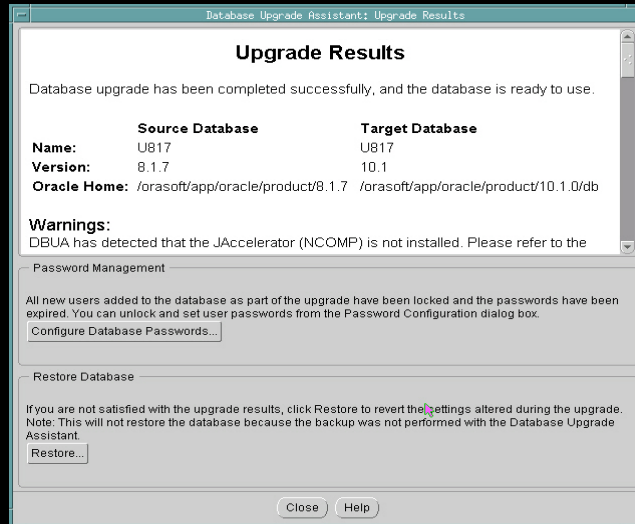 Database Upgrade Assistant: Upgrade Results
Upgrade Results
Database upgrade has been completed successfully, and the database is ready to use.
Source Database Target Database
Name: U817 U817
Version: 8.1.7 10.1
Oracle Home: /orasoft/app/oracle/product/8.1.7 /orasoft/app/oracle/product/10.1.0/db
Warnings:
DBUA has detected that the JAccelerator (NCOMP) is not installed. Please refer to the
Password Management
All new users added to the database as part of the upgrade have been locked and the passwords have been
expired. You can unlock and set user passwords from the Password Configuration dialog box.
Configure Database Passwords...
Restore Database
If you are not satisfied with the upgrade results, click Restore to revert the settings altered during the upgrade.
Note: This will not restore the database because the backup was not performed with the Database Upgrade
Assistant.
Restore...
Close Help